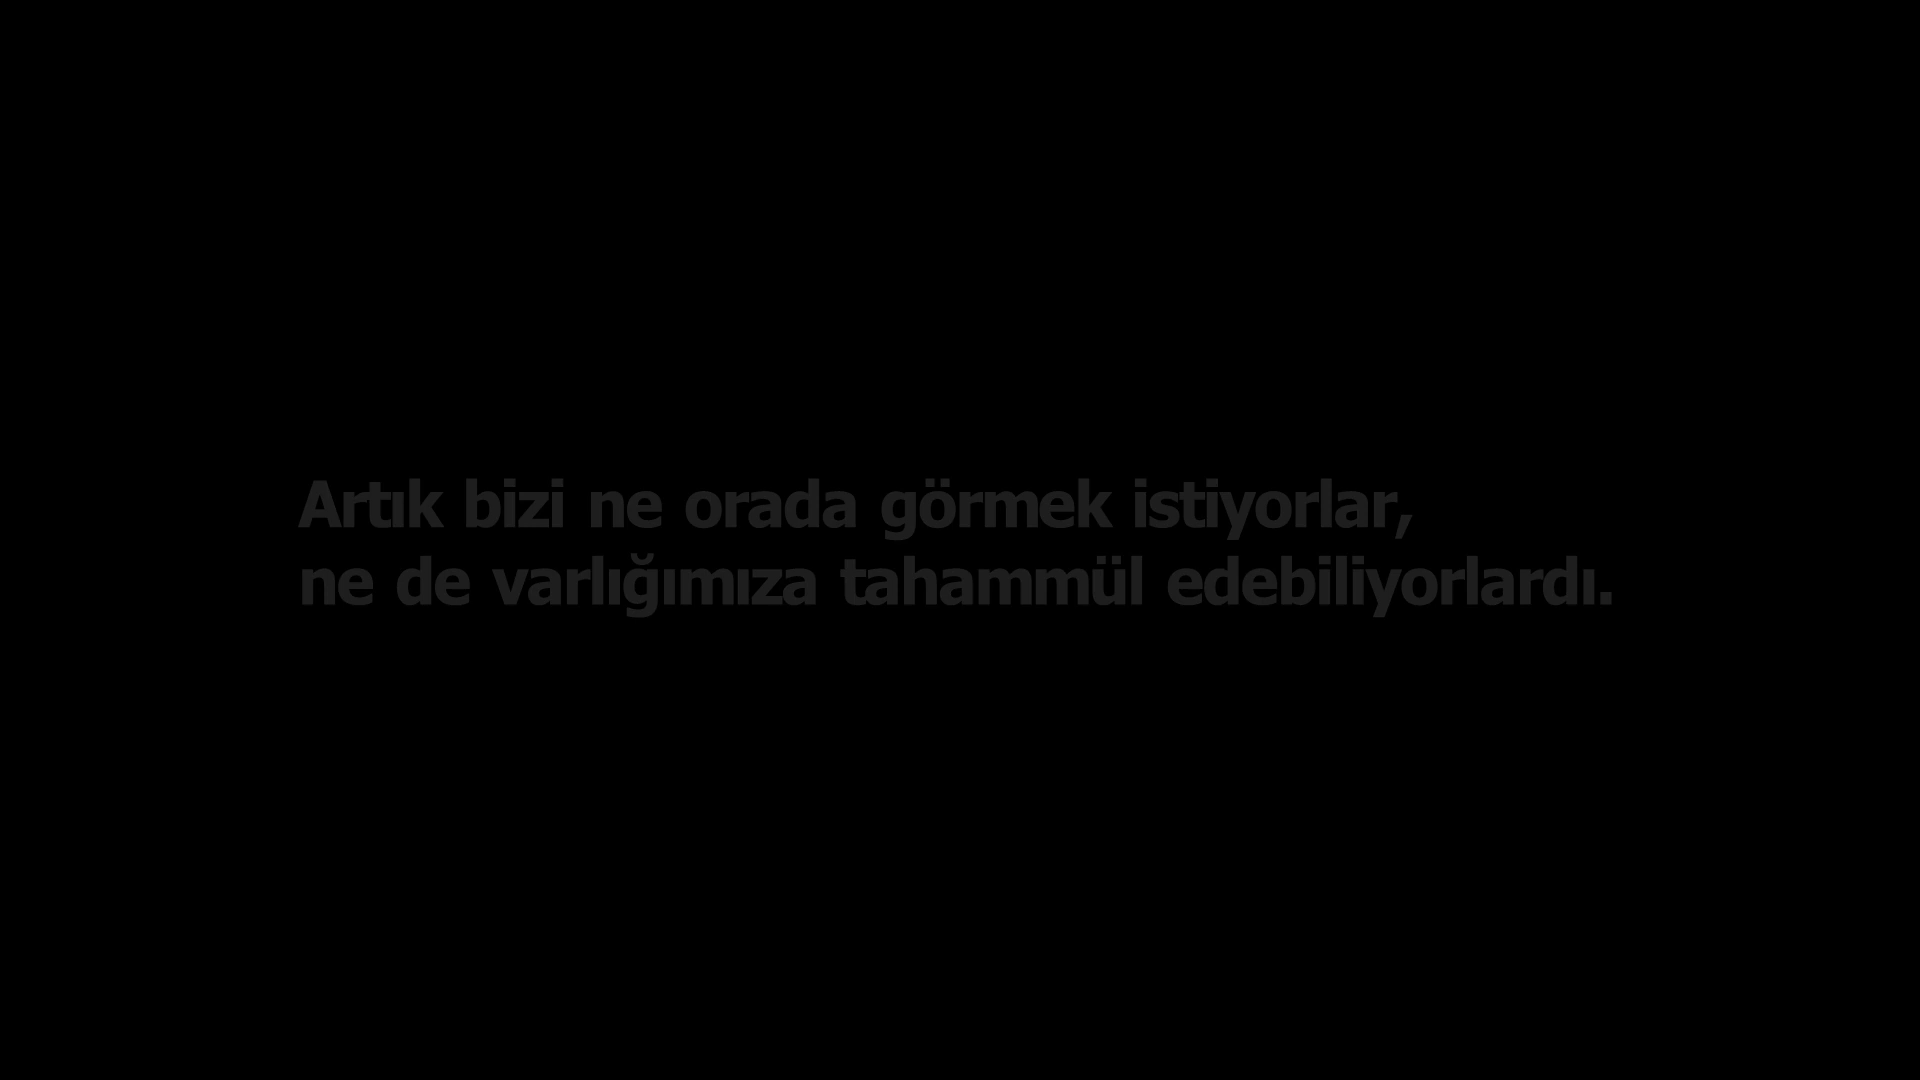 Artık bizi ne orada görmek istiyorlar,
ne de varlığımıza tahammül edebiliyorlardı.